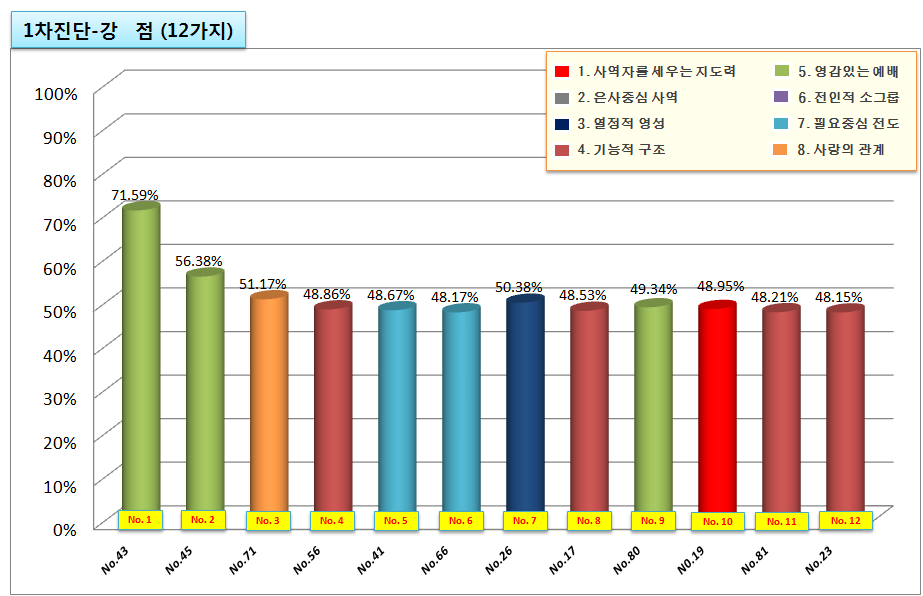 1차진단-강 점 (12가지)
1. 사역자를 세우는 지도력
5. 영감있는 예배
2. 은사중심 사역
6. 전인적 소그룹
3. 열정적 영성
7. 필요중심 전도
4. 기능적 구조
8. 사랑의 관계
100%
90%
80%
70%
60%
50%
40%
30%
20%
10%
0%
71.59%
56.38%
51.17%
48.86%
48.67%
48.17%
50.38%
48.53%
49.34%
48.95%
48.21%
48.15%
No. 1
No. 2
No. 3
No. 4
No. 5
No. 6
No. 7
No. 8
No. 9
No. 10
No. 11
No. 12
No.43
No.45
No.71
No.56
No.41
No.66
No.26
No.17
No.80
N0.19
No.81
No.23